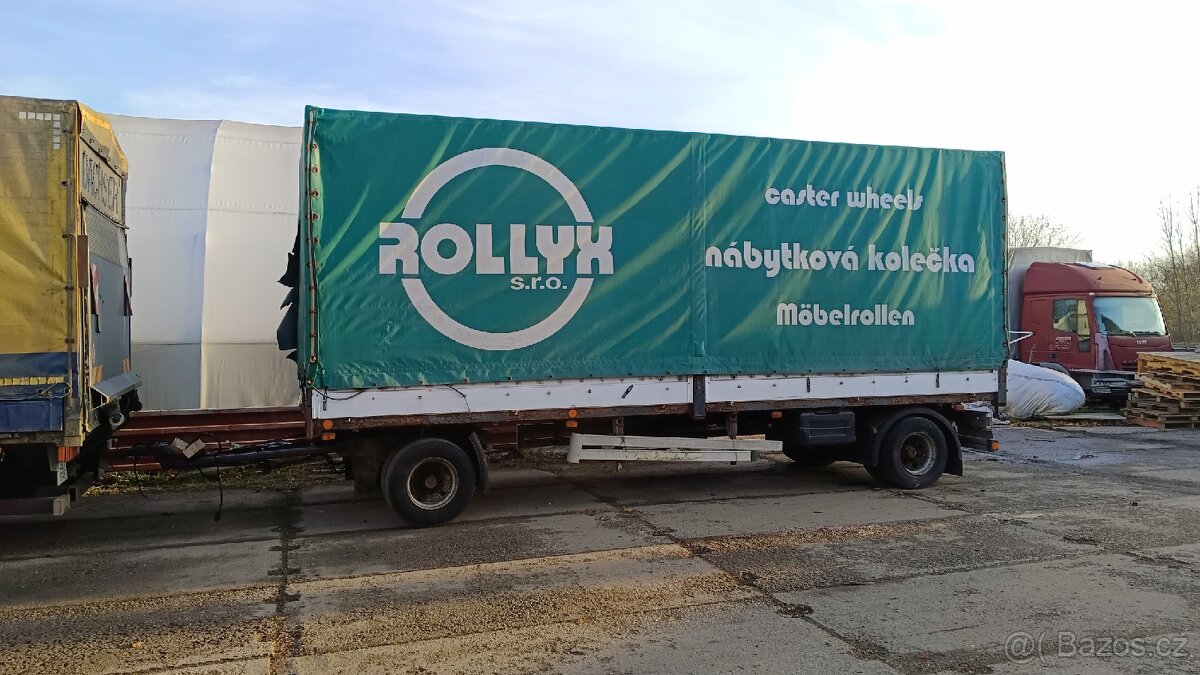 ROLLYX
s.r.o.
caster wheels
nábytková kolečka
Möbelrollen
Bazos.cz